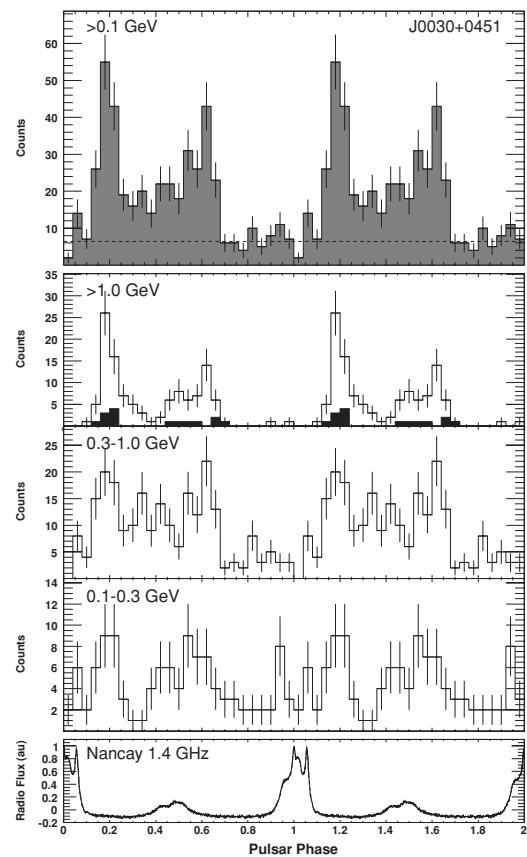 >0.1 GeV J0030+0451
60
50
40
30
20
10
Counts
>1.0 GeV
35
30
25
20
15
10
5
0
Counts
0.3-1.0 GeV
25
20
15
10
5
Counts
0.1-0.3 GeV
14
12
10
8
6
4
2
Counts
Nancay 1.4 GHz
1
0.8
0.6
0.4
0.2
0
-0.2
Radio Flux (au)
0 0.2 0.4 0.6 0.8 1 1.2 1.4 1.6 1.8 2
Pulsar Phase